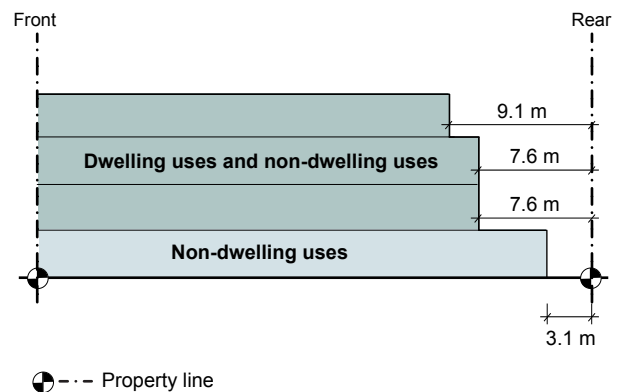 Front
Rear
9.1 m
Dwelling uses and non-dwelling uses
7.6 m
7.6 m
Non-dwelling uses
3.1 m
Property line